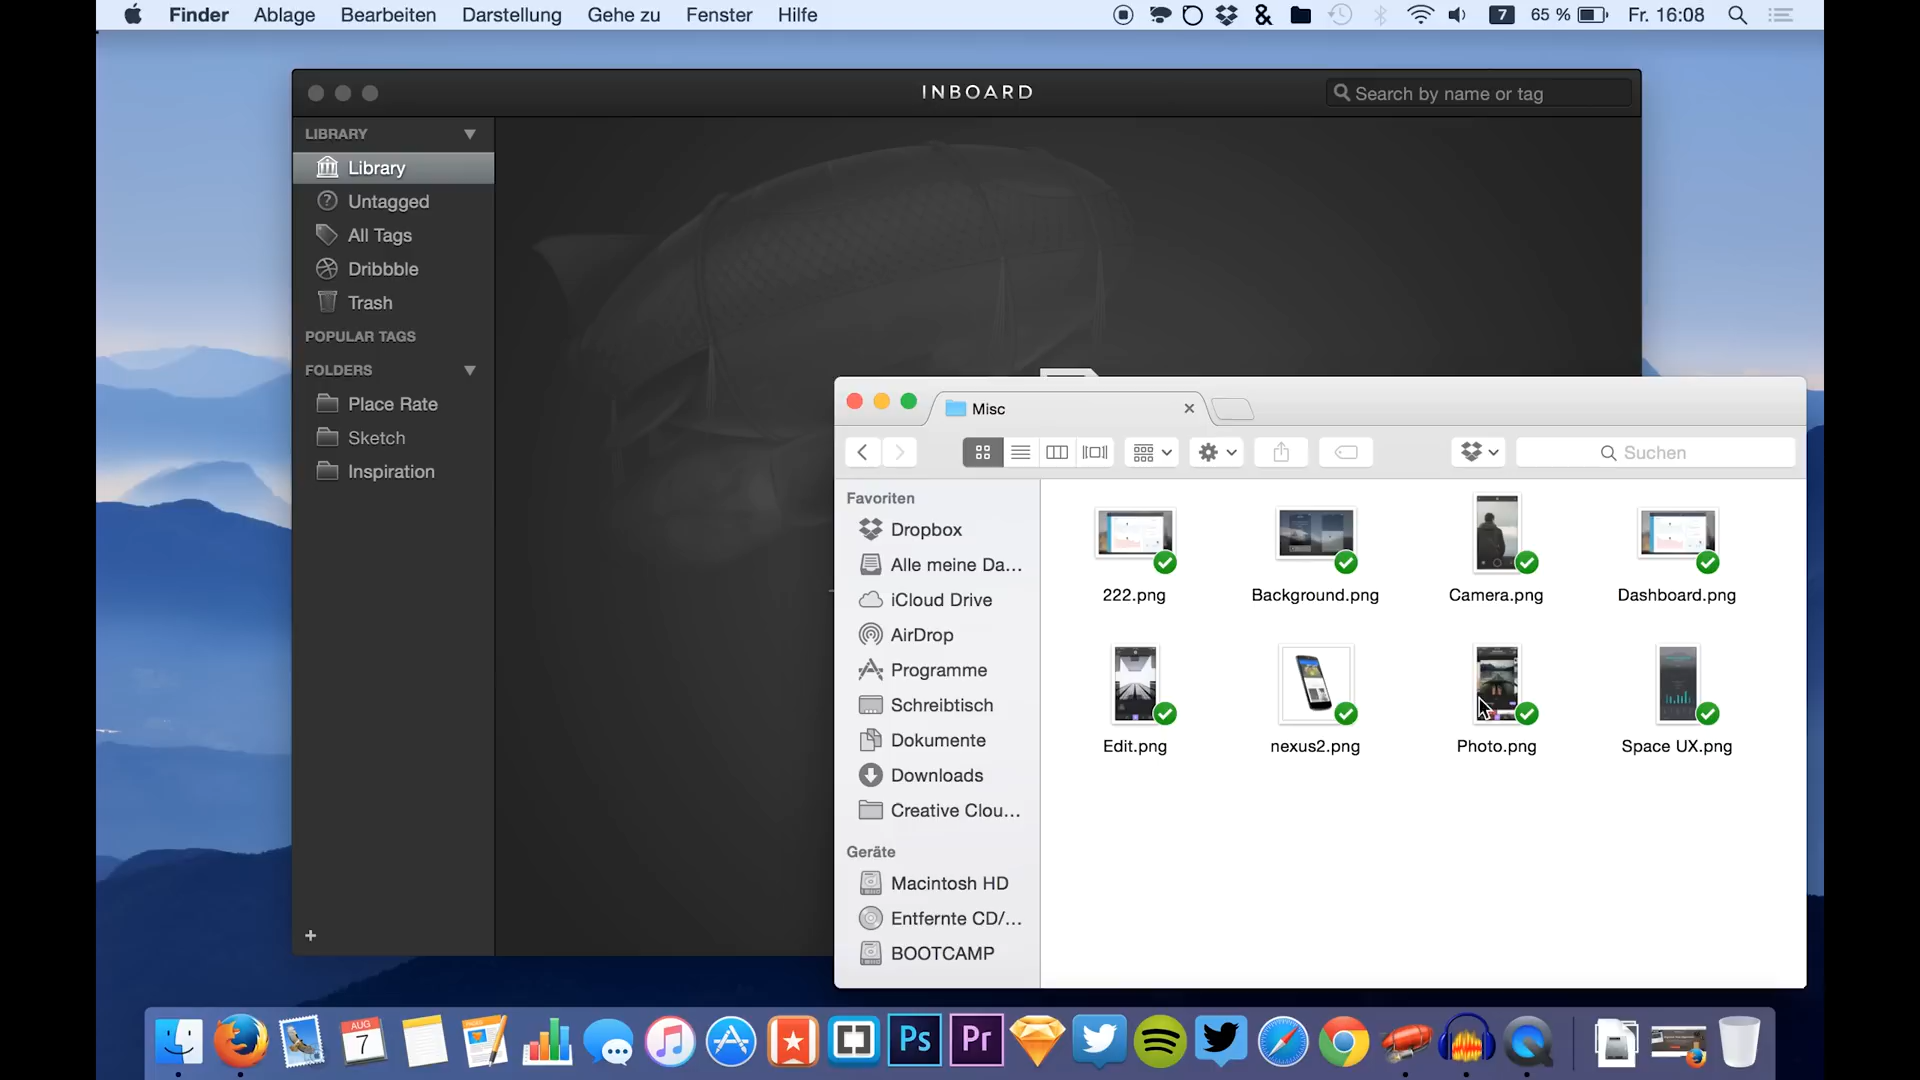 Finder Ablage Bearbeiten Darstellung Gehe zu Fenster Hilfe 7 65 % Fr. 16:08
INBOARD
Search by name or tag
LIBRARY
Library
Untagged
All Tags
Dribbble
Trash
POPULAR TAGS
FOLDERS
Place Rate
Sketch
Inspiration
+
Misc
Suchen
Favoriten
Dropbox
Alle meine Da...
iCloud Drive
AirDrop
Programme
Schreibtisch
Dokumente
Downloads
Creative Clou...
Geräte
Macintosh HD
Entfernte CD/...
BOOTCAMP
222.png Background.png Camera.png Dashboard.png
Edit.png nexus2.png Photo.png Space UX.png
AUG
7
Ps
Pr